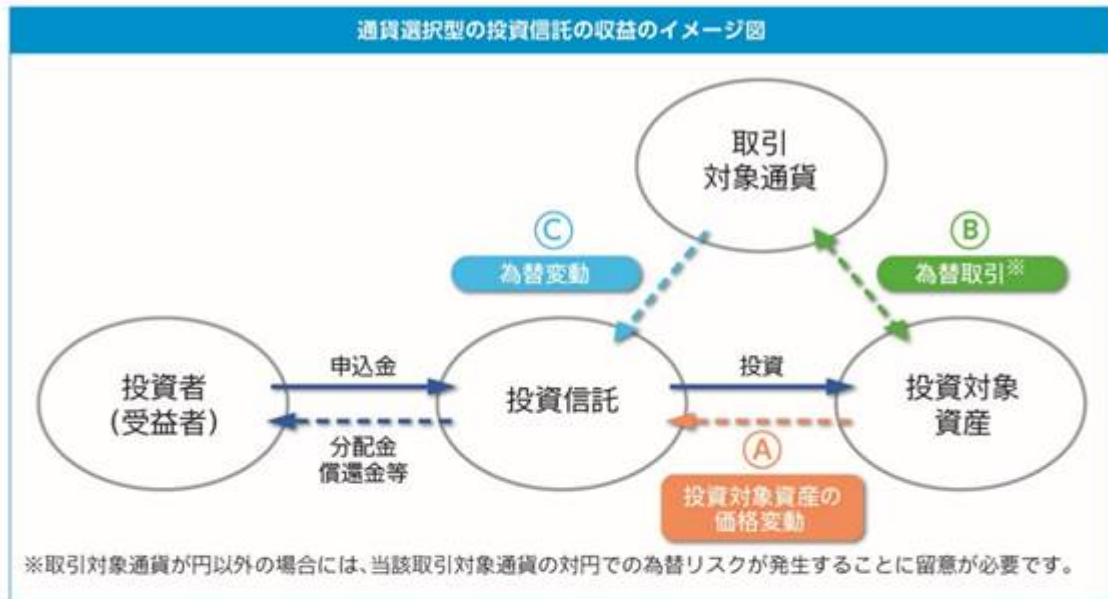 通貨選択型の投資信託の収益のイメージ図
取引
対象通貨
C
為替変動
B
為替取引※
投資者
(受益者)
申込金
分配金
償還金等
投資信託
投資
A
投資対象資産の
価格変動
投資対象
資産
※取引対象通貨が円以外の場合には、当該取引対象通貨の対円での為替リスクが発生することに留意が必要です。